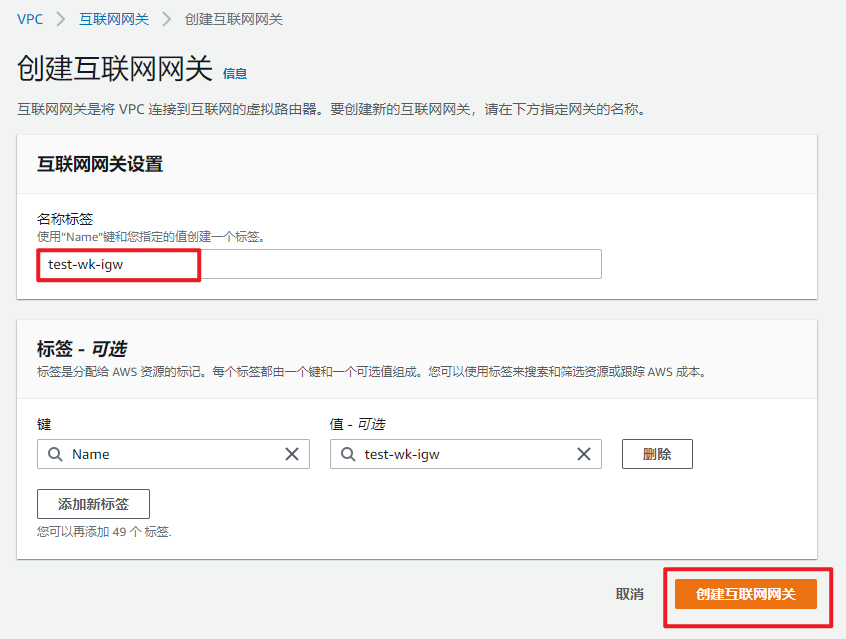 VPC > 互联网网关 > 创建互联网网关
创建互联网网关 信息
互联网网关是将 VPC 连接到互联网的虚拟路由器。要创建新的互联网网关，请在下方指定网关的名称。
互联网网关设置
名称标签
使用“Name”键和您指定的值创建一个标签。
test-wk-igw
标签 - 可选
标签是分配给 AWS 资源的标记。每个标签都由一个键和一个可选值组成。您可以使用标签来搜索和筛选资源或跟踪 AWS 成本。
键 值 - 可选
Name test-wk-igw 删除
添加新标签
您可以再添加 49 个 标签.
取消 创建互联网网关